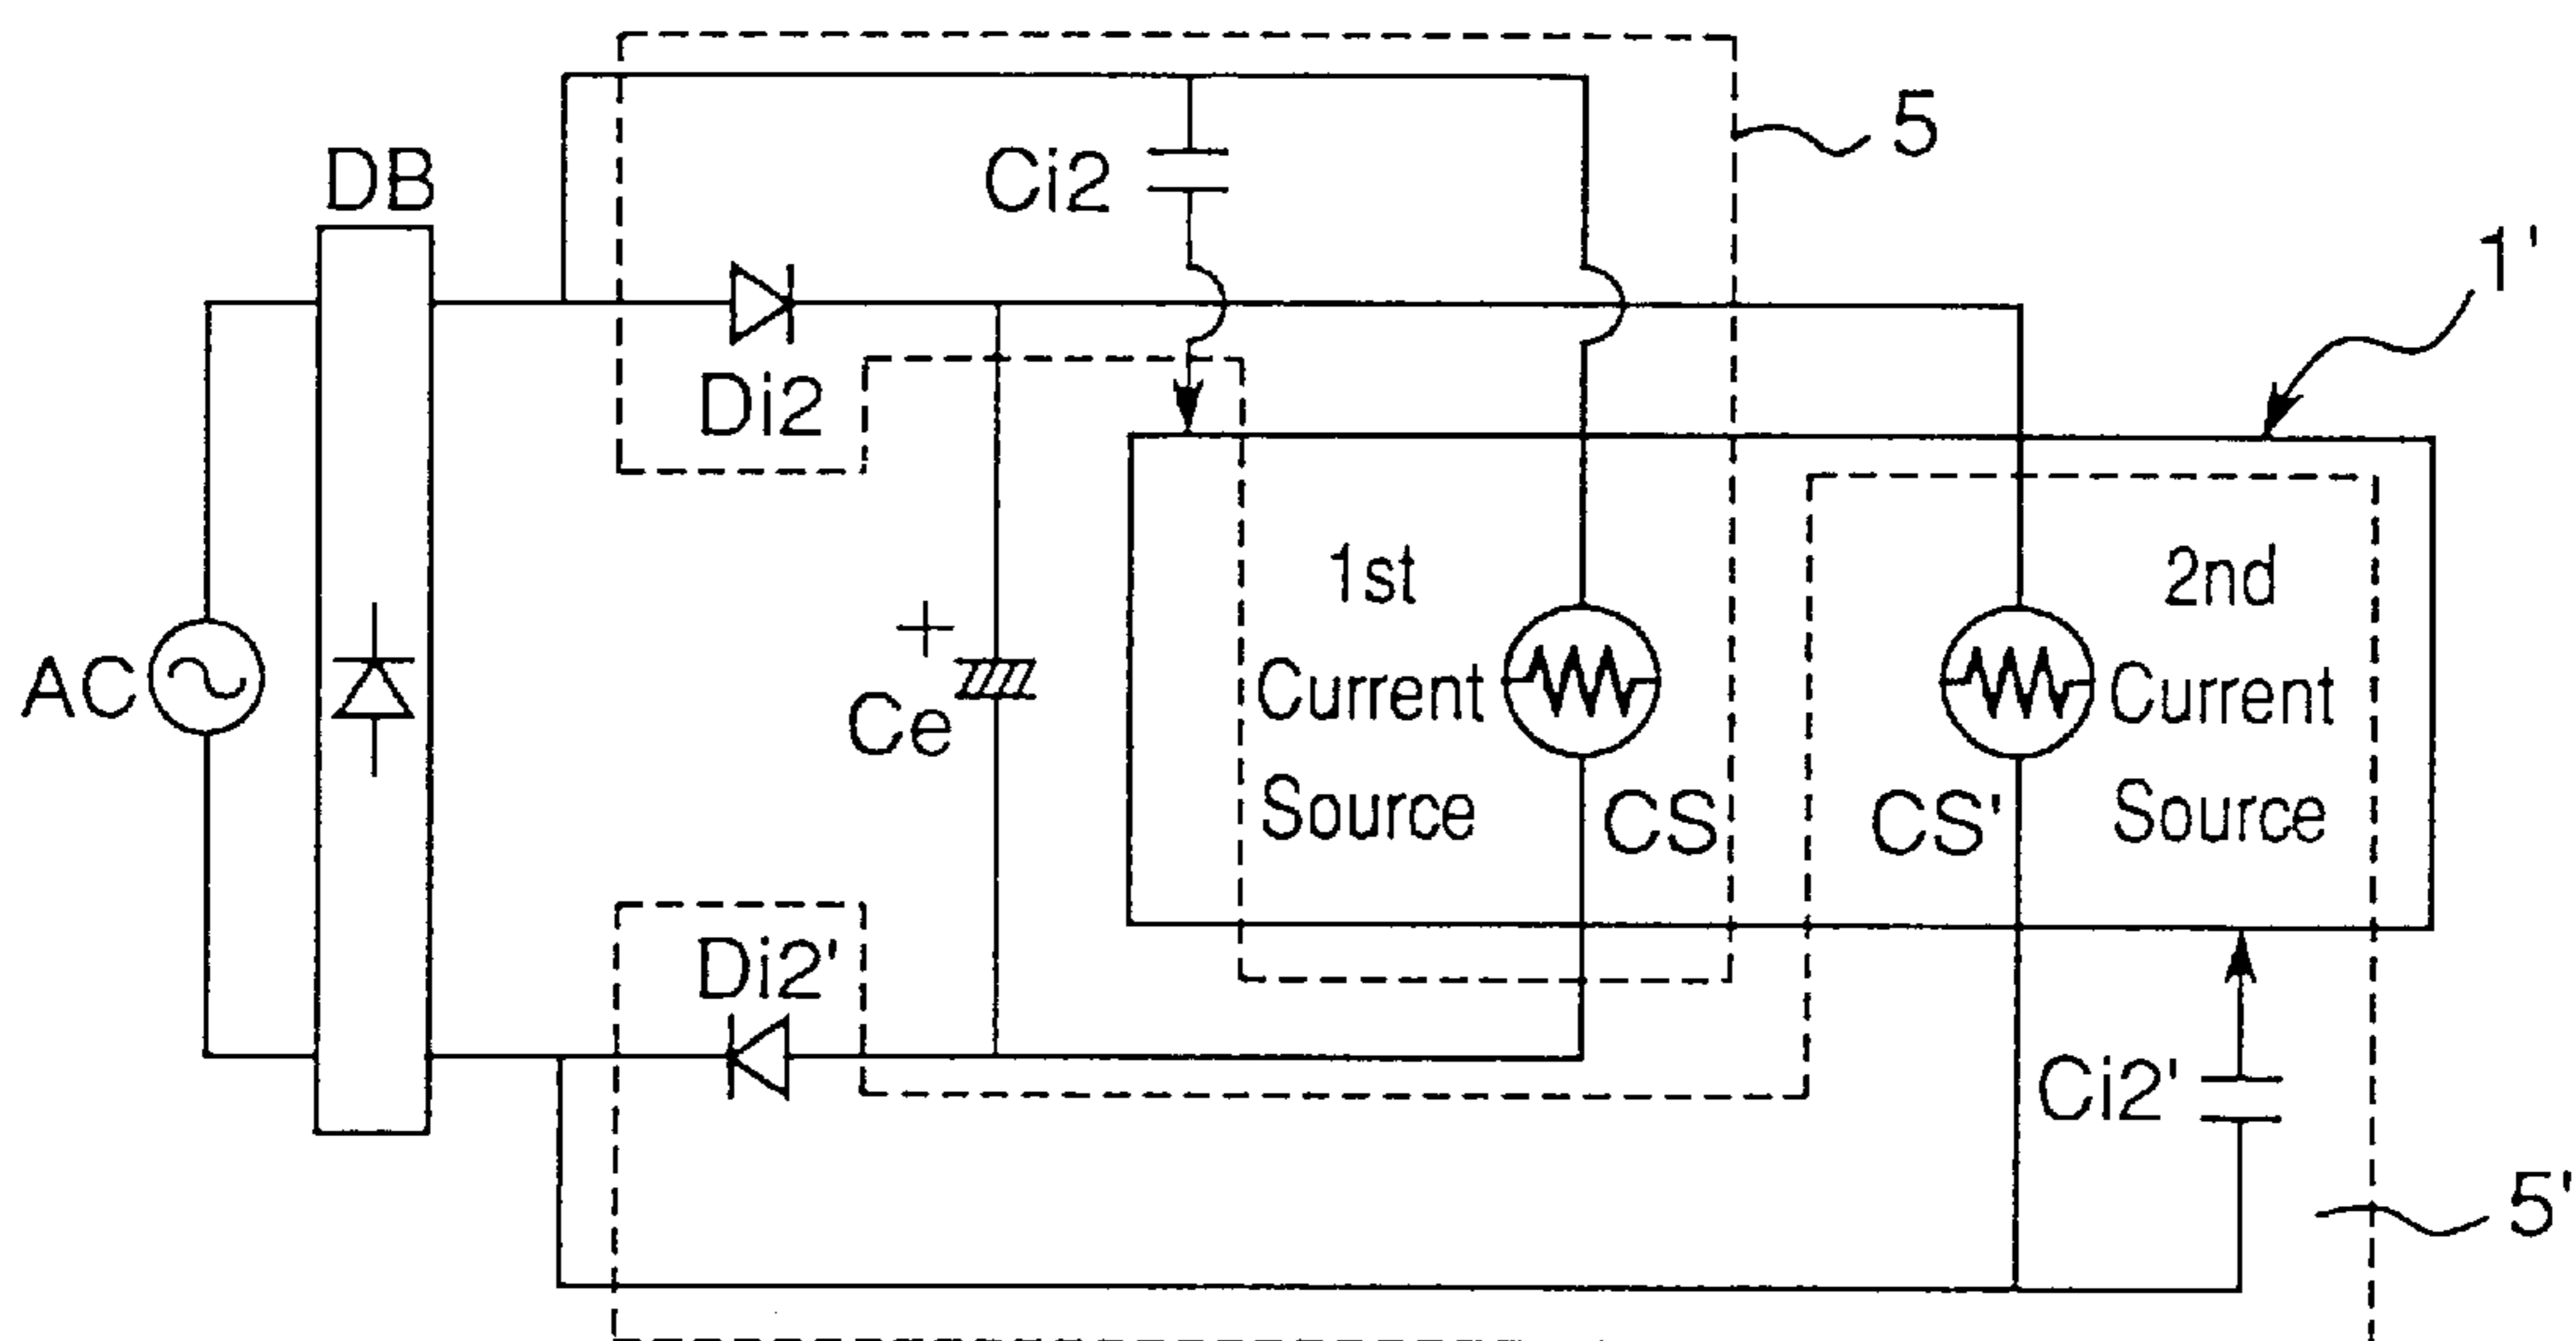 5
Ci2
DB
1'
Di2
1st
Current
Source
2nd
Current
Source
+
AC
Ce
CS
CS'
Di2'
Ci2'
5'